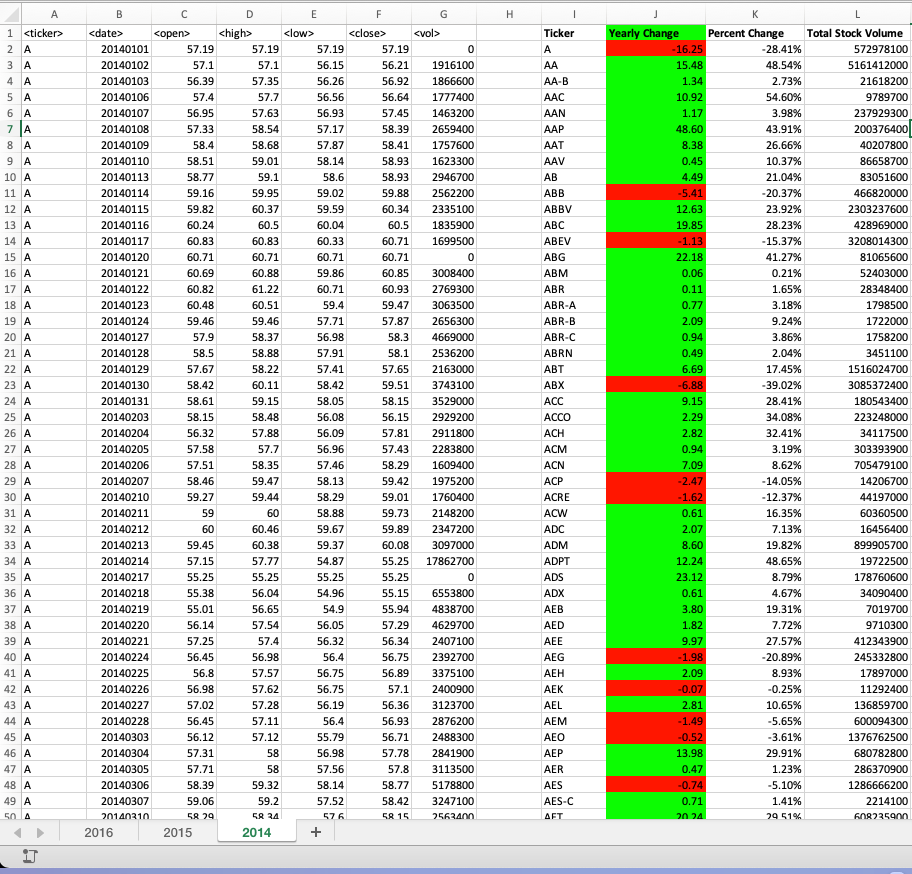 A B C D E F G H I J K L
1 <ticker> <date> <open> <high> <low> <close> <vol> Ticker Yearly Change Percent Change Total Stock Volume
2 A 20140101 57.19 57.19 57.19 57.19 0 A -16.25 -28.41% 572978100
3 A 20140102 57.1 57.1 56.15 56.21 1916100 AA 15.48 48.54% 5161412000
4 A 20140103 56.39 57.35 56.26 56.92 1866600 AA-B 1.34 2.73% 21618200
5 A 20140106 57.4 57.7 56.56 56.64 1777400 AAC 10.92 54.60% 9789700
6 A 20140107 56.95 57.63 56.93 57.45 1463200 AAN 1.17 3.98% 237929300
7 A 20140108 57.33 58.54 57.17 58.39 2659400 AAP 48.60 43.91% 200376400
8 A 20140109 58.4 58.68 57.87 58.41 1757600 AAT 8.38 26.66% 40207800
9 A 20140110 58.51 59.01 58.14 58.93 1623300 AAV 0.45 10.37% 86658700
10 A 20140113 58.77 59.1 58.6 58.93 2946700 AB 4.49 21.04% 83051600
11 A 20140114 59.16 59.95 59.02 59.88 2562200 ABB -5.41 -20.37% 466820000
12 A 20140115 59.82 60.37 59.59 60.34 2335100 ABBV 12.63 23.92% 2303237600
13 A 20140116 60.24 60.5 60.04 60.5 1835900 ABC 19.85 28.23% 428969000
14 A 20140117 60.83 60.83 60.33 60.71 1699500 ABEV -1.13 -15.37% 3208014300
15 A 20140120 60.71 60.71 60.71 60.71 0 ABG 22.18 41.27% 81065600
16 A 20140121 60.69 60.88 59.86 60.85 3008400 ABM 0.06 0.21% 52403000
17 A 20140122 60.82 61.22 60.71 60.93 2769300 ABR 0.11 1.65% 28348400
18 A 20140123 60.48 60.51 59.4 59.47 3063500 ABR-A 0.77 3.18% 1798500
19 A 20140124 59.46 59.46 57.71 57.87 2656300 ABR-B 2.09 9.24% 1722000
20 A 20140127 57.9 58.37 56.98 58.3 4669000 ABR-C 0.94 3.86% 1758200
21 A 20140128 58.5 58.88 57.91 58.1 2536200 ABRN 0.49 2.04% 3451100
22 A 20140129 57.67 58.22 57.41 57.65 2163000 ABT 6.69 17.45% 1516024700
23 A 20140130 58.42 60.11 58.42 59.51 3743100 ABX -6.88 -39.02% 3085372400
24 A 20140131 58.61 59.15 58.05 58.15 3529000 ACC 9.15 28.41% 180543400
25 A 20140203 58.15 58.48 56.08 56.15 2929200 ACCO 2.29 34.08% 223248000
26 A 20140204 56.32 57.88 56.09 57.81 2911800 ACH 2.82 32.41% 34117500
27 A 20140205 57.58 57.7 56.96 57.43 2283800 ACM 0.94 3.19% 303393900
28 A 20140206 57.51 58.35 57.46 58.29 1609400 ACN 7.09 8.62% 705479100
29 A 20140207 58.46 59.47 58.13 59.42 1975200 ACP -2.47 -14.05% 14206700
30 A 20140210 59.27 59.44 58.29 59.01 1760400 ACRE -1.62 -12.37% 44197000
31 A 20140211 59 60 58.88 59.73 2148200 ACW 0.61 16.35% 60360500
32 A 20140212 60 60.46 59.67 59.89 2347200 ADC 2.07 7.13% 16456400
33 A 20140213 59.45 60.38 59.37 60.08 3097000 ADM 8.60 19.82% 899905700
34 A 20140214 57.15 57.77 54.87 55.25 17862700 ADPT 12.24 48.65% 19722500
35 A 20140217 55.25 55.25 55.25 55.25 0 ADS 23.12 8.79% 178760600
36 A 20140218 55.38 56.04 54.96 55.15 6553800 ADX 0.61 4.67% 34090400
37 A 20140219 55.01 56.65 54.9 55.94 4838700 AEB 3.80 19.31% 7019700
38 A 20140220 56.14 57.54 56.05 57.29 4629700 AED 1.82 7.72% 9710300
39 A 20140221 57.25 57.4 56.32 56.34 2407100 AEE 9.97 27.57% 412343900
40 A 20140224 56.45 56.98 56.4 56.75 2392700 AEG -1.98 -20.89% 245332800
41 A 20140225 56.8 57.57 56.75 56.89 3375100 AEH 2.09 8.93% 17897000
42 A 20140226 56.98 57.62 56.75 57.1 2400900 AEK -0.07 -0.25% 11292400
43 A 20140227 57.02 57.28 56.19 56.36 3123700 AEL 2.81 10.65% 136859700
44 A 20140228 56.45 57.11 56.4 56.93 2876200 AEM -1.49 -5.65% 600094300
45 A 20140303 56.12 57.12 55.79 56.71 2488300 AEO -0.52 -3.61% 1376762500
46 A 20140304 57.31 58 56.98 57.78 2841900 AEP 13.98 29.91% 680782800
47 A 20140305 57.71 58 57.56 57.8 3113500 AER 0.47 1.23% 286370900
48 A 20140306 58.39 59.32 58.14 58.77 5178800 AES -0.74 -5.10% 1286666200
49 A 20140307 59.06 59.2 57.52 58.42 3247100 AES-C 0.71 1.41% 2214100
50 A 20140310 58.29 58.34 57.6 58.15 2563400 AET 20.24 29.51% 608235900
2016 2015 2014 +